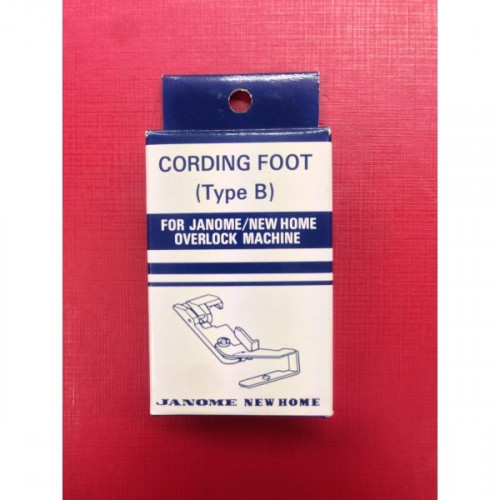 CORDING FOOT
(Type B)
FOR JANOME/NEW HOME
OVERLOCK MACHINE
JANOME NEW HOME